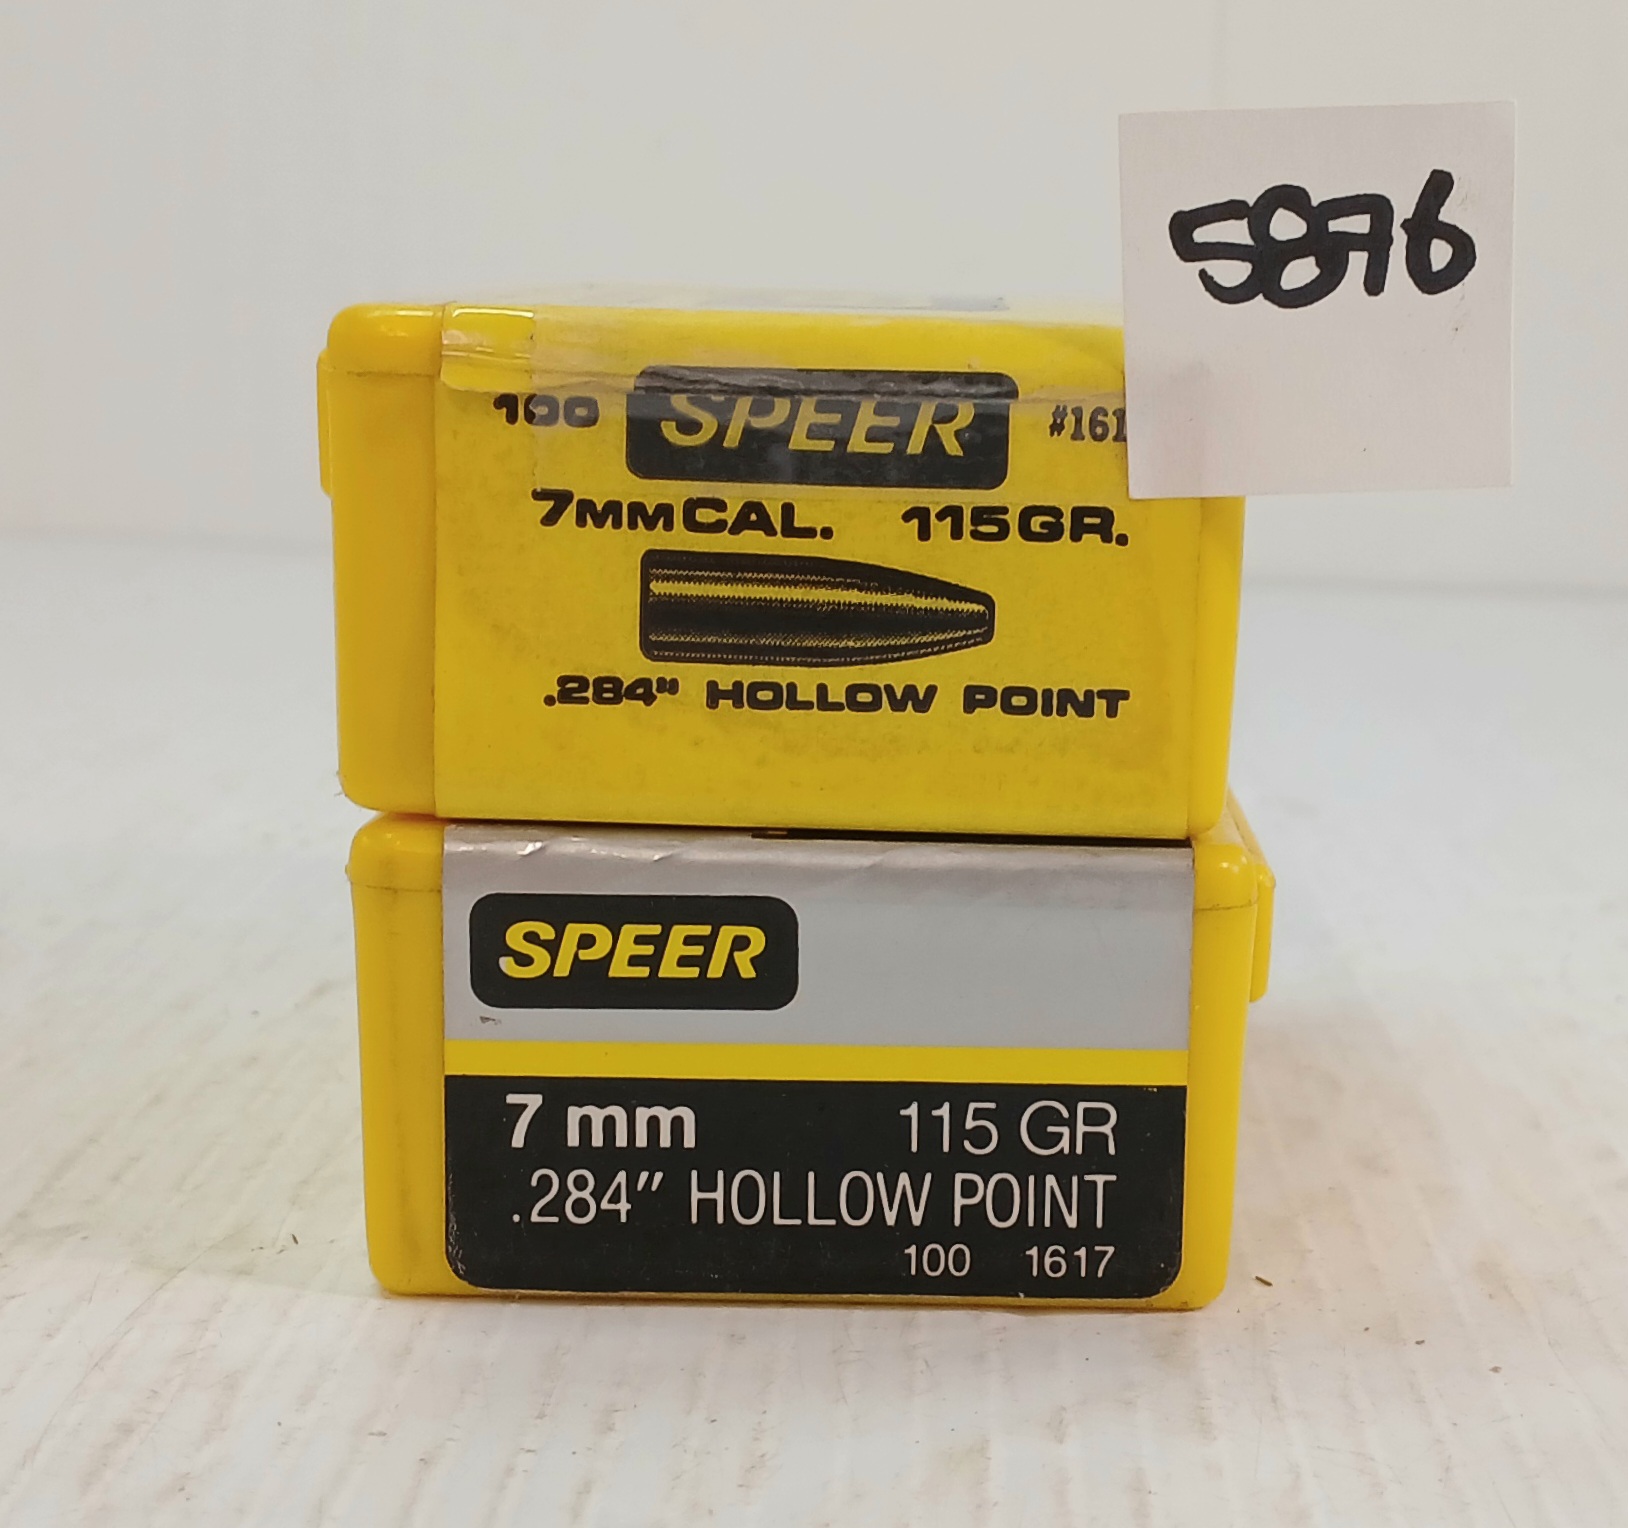 5876
100 SPEER #161
7MM CAL. 115 GR.
.284" HOLLOW POINT
SPEER
7 mm 115 GR
.284" HOLLOW POINT
100 1617